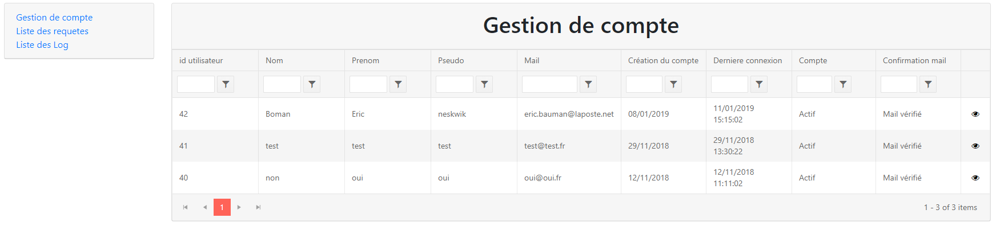 Gestion de compte
Liste des requetes
Liste des Log
Gestion de compte
id utilisateur Nom Prenom Pseudo Mail Création du compte Derniere connexion Compte Confirmation mail
42 Boman Eric neskwik eric.bauman@laposte.net 08/01/2019 11/01/2019 15:15:02 Actif Mail vérifié
41 test test test test@test.fr 29/11/2018 29/11/2018 13:30:22 Actif Mail vérifié
40 non oui oui oui@oui.fr 12/11/2018 12/11/2018 11:11:02 Actif Mail vérifié
1 1 - 3 of 3 items